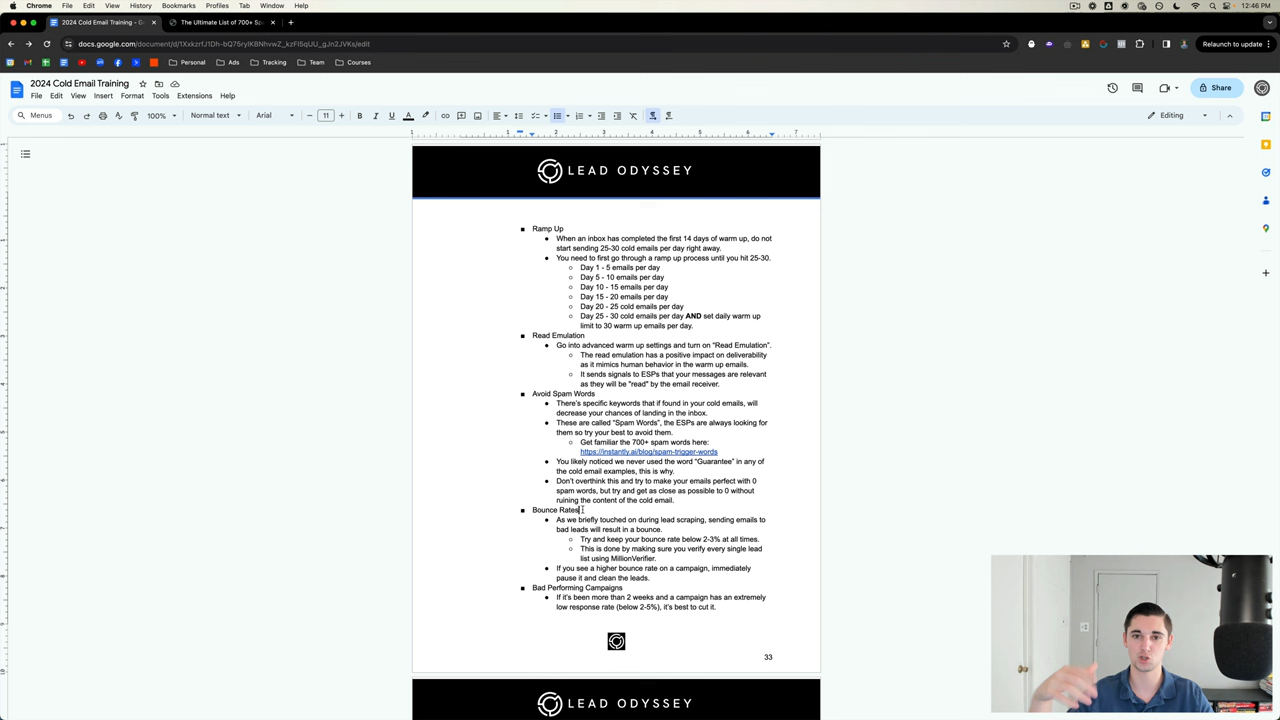 Chrome File Edit View History Bookmarks Profiles Tab Window Help
12:46 PM
2024 Cold Email Training - G
The Ultimate List of 700+ Sp
docs.google.com/document/d/1XxkzrfJ1Dh-bQ75rylKBNhvwZ_kzFI5qUU_gJn2JVKs/edit
Relaunch to update
Personal Ads Tracking Team Courses
2024 Cold Email Training
File Edit View Insert Format Tools Extensions Help
Share
Menus 100% Normal text Arial 11 Editing
LEAD ODYSSEY
Ramp Up
When an inbox has completed the first 14 days of warm up, do not
start sending 25-30 cold emails per day right away.
You need to first go through a ramp up process until you hit 25-30.
Day 1 - 5 emails per day
Day 5 - 10 emails per day
Day 10 - 15 emails per day
Day 15 - 20 emails per day
Day 20 - 25 cold emails per day
Day 25 - 30 cold emails per day AND set daily warm up
limit to 30 warm up emails per day.
Read Emulation
Go into advanced warm up settings and turn on “Read Emulation”.
The read emulation has a positive impact on deliverability
as it mimics human behavior in the warm up emails.
It sends signals to ESPs that your messages are relevant
as they will be "read" by the email receiver.
Avoid Spam Words
There’s specific keywords that if found in your cold emails, will
decrease your chances of landing in the inbox.
These are called “Spam Words”, the ESPs are always looking for
them so try your best to avoid them.
Get familiar the 700+ spam words here:
https://instantly.ai/blog/spam-trigger-words
You likely noticed we never used the word “Guarantee” in any of
the cold email examples, this is why.
Don’t overthink this and try to make your emails perfect with 0
spam words, but try and get as close as possible to 0 without
ruining the content of the cold email.
Bounce Rates
As we briefly touched on during lead scraping, sending emails to
bad leads will result in a bounce.
Try and keep your bounce rate below 2-3% at all times.
This is done by making sure you verify every single lead
list using MillionVerifier.
If you see a higher bounce rate on a campaign, immediately
pause it and clean the leads.
Bad Performing Campaigns
If it’s been more than 2 weeks and a campaign has an extremely
low response rate (below 2-5%), it’s best to cut it.
33
LEAD ODYSSEY